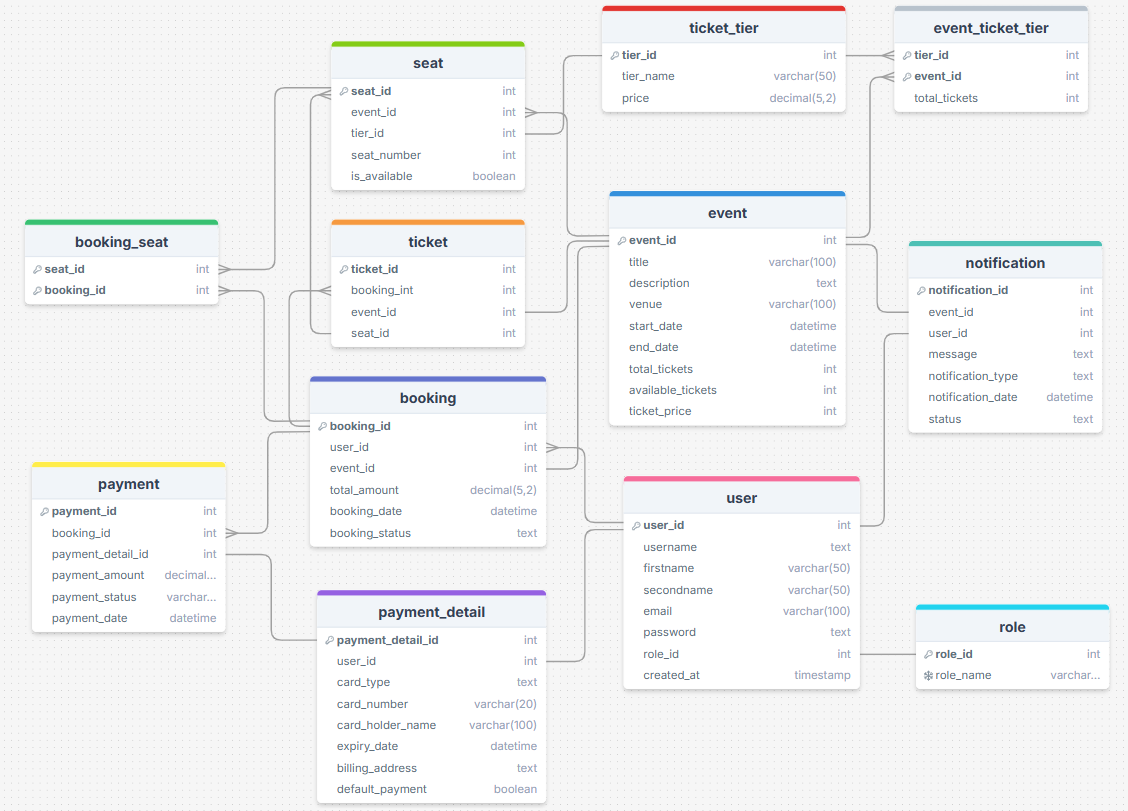 ticket_tier
tier_id int
tier_name varchar(50)
price decimal(5,2)
event_ticket_tier
tier_id int
event_id int
total_tickets int
seat
seat_id int
event_id int
tier_id int
seat_number int
is_available boolean
booking_seat
seat_id int
booking_id int
ticket
ticket_id int
booking_int int
event_id int
seat_id int
event
event_id int
title varchar(100)
description text
venue varchar(100)
start_date datetime
end_date datetime
total_tickets int
available_tickets int
ticket_price int
notification
notification_id int
event_id int
user_id int
message text
notification_type text
notification_date datetime
status text
booking
booking_id int
user_id int
event_id int
total_amount decimal(5,2)
booking_date datetime
booking_status text
payment
payment_id int
booking_id int
payment_detail_id int
payment_amount decimal...
payment_status varchar...
payment_date datetime
user
user_id int
username text
firstname varchar(50)
secondname varchar(50)
email varchar(100)
password text
role_id int
created_at timestamp
payment_detail
payment_detail_id int
user_id int
card_type text
card_number varchar(20)
card_holder_name varchar(100)
expiry_date datetime
billing_address text
default_payment boolean
role
role_id int
role_name varchar...